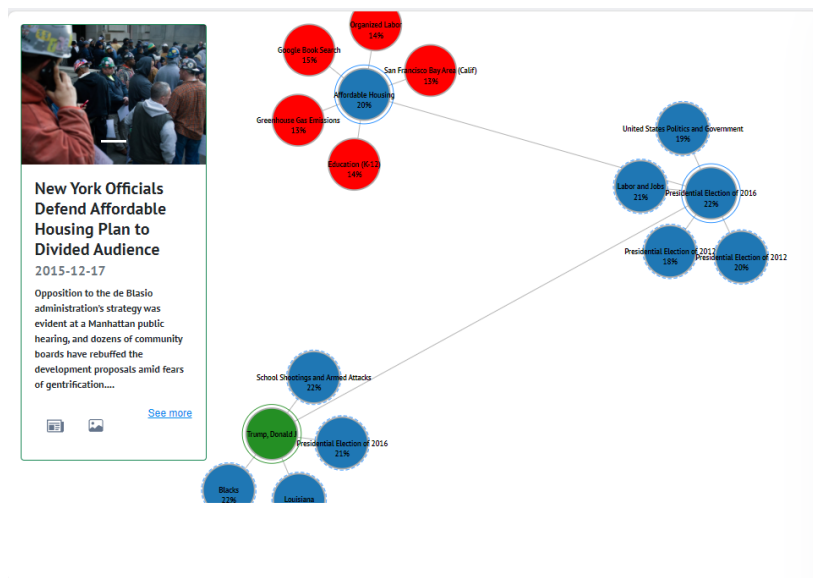 New York Officials
Defend Affordable
Housing Plan to
Divided Audience
2015-12-17
Opposition to the de Blasio
administration's strategy was
evident at a Manhattan public
hearing, and dozens of community
boards have rebuffed the
development proposals amid fears
of gentrification....
See more
Organized Labor
14%
Google Book Search
15%
San Francisco Bay Area (Calif)
13%
Affordable Housing
20%
Greenhouse Gas Emissions
13%
Education (K-12)
14%
United States Politics and Government
19%
Labor and Jobs
21%
Presidential Election of 2016
22%
Presidential Election of 2012
18%
Presidential Election of 2012
20%
School Shootings and Armed Attacks
22%
Trump, Donald J
Presidential Election of 2016
21%
Blacks
22%
Louisiana